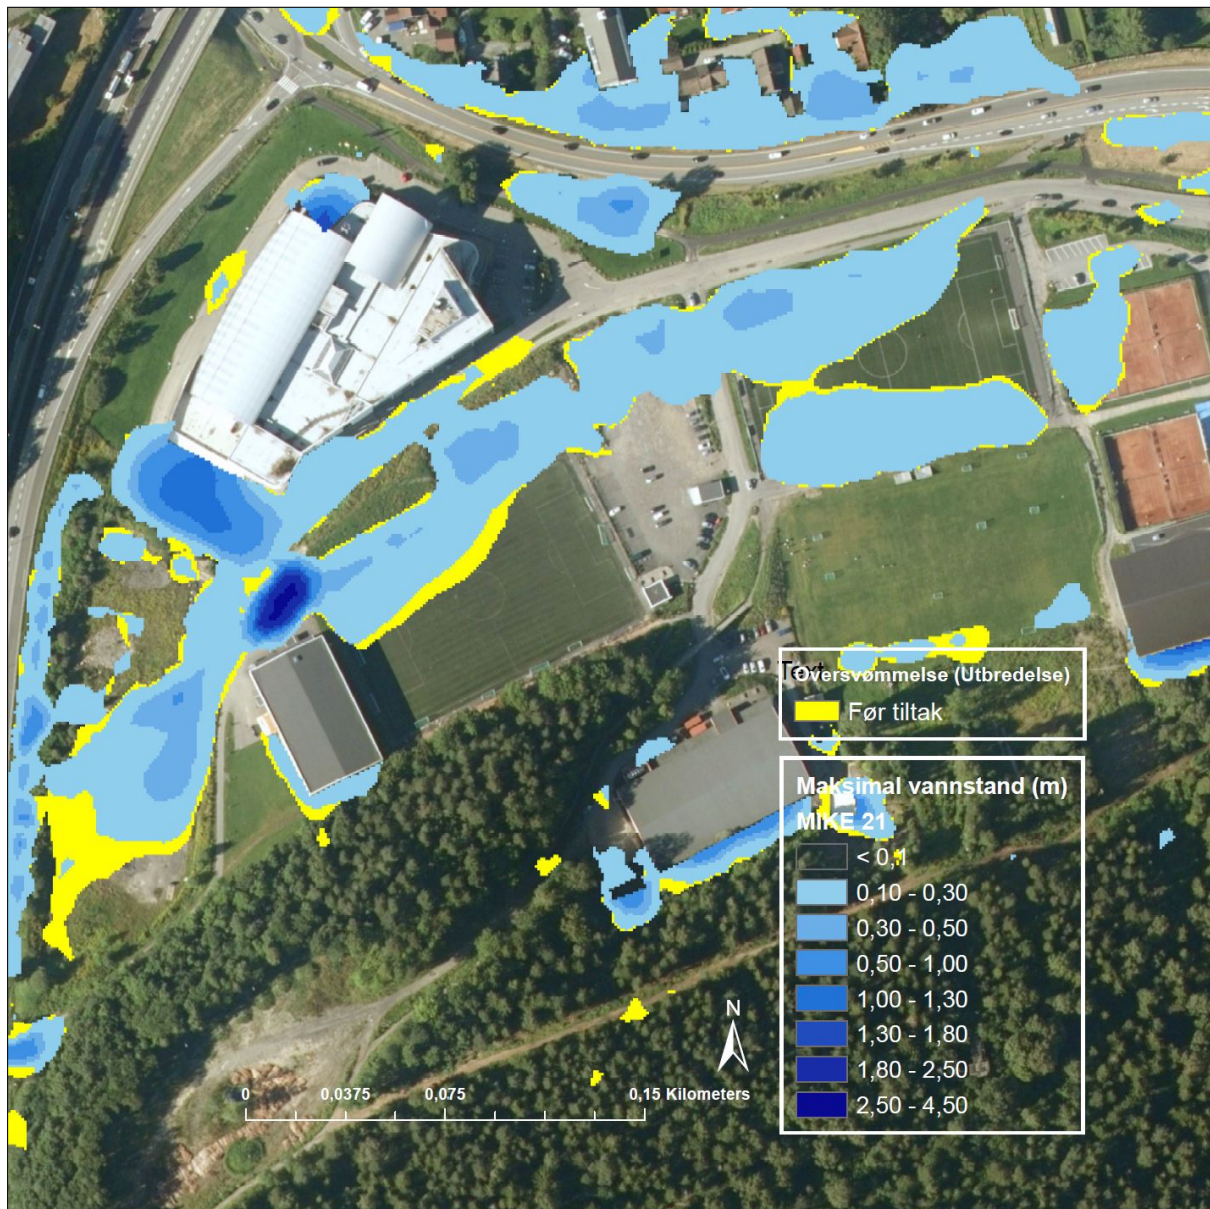 Text
Oversvømmelse (Utbredelse)
Før tiltak
Maksimal vannstand (m)
MIKE 21
< 0,1
0,10 - 0,30
0,30 - 0,50
0,50 - 1,00
1,00 - 1,30
1,30 - 1,80
1,80 - 2,50
2,50 - 4,50
N
0 0,0375 0,075 0,15 Kilometers